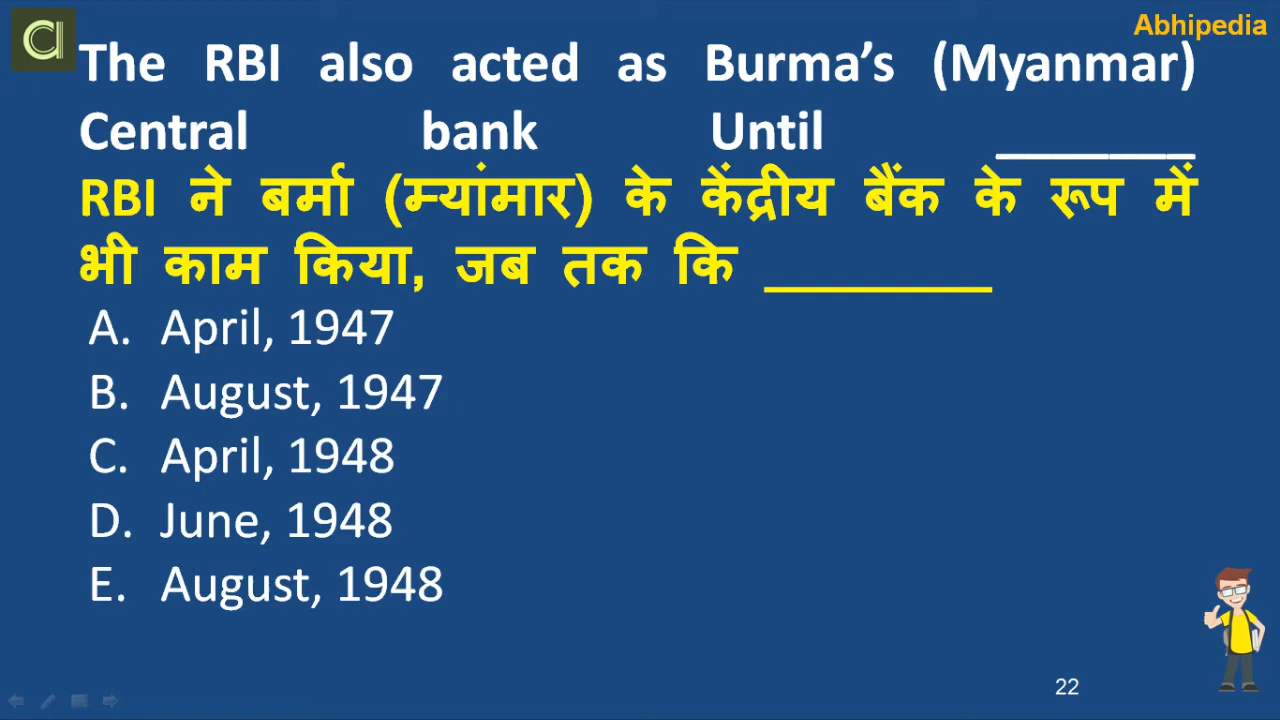 Abhipedia
The RBI also acted as Burma's (Myanmar)
Central bank Until ________
RBI ने बर्मा (म्यांमार) के केंद्रीय बैंक के रूप में
भी काम किया, जब तक कि ________
A. April, 1947
B. August, 1947
C. April, 1948
D. June, 1948
E. August, 1948
22